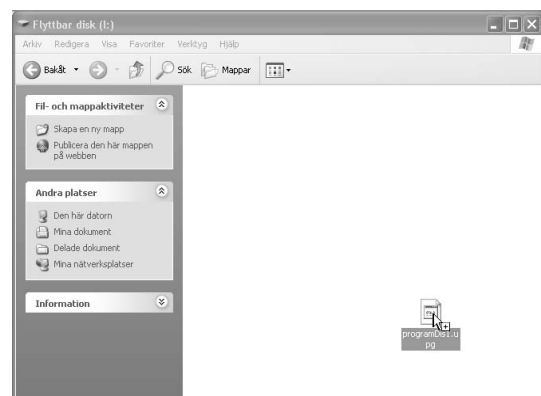 Flyttbar disk (I:)
Arkiv Redigera Visa Favoriter Verktyg Hjälp
Bakåt Sök Mappar
Fil- och mappaktiviteter
Skapa en ny mapp
Publicera den här mappen
på webben
Andra platser
Den här datorn
Mina dokument
Delade dokument
Mina nätverksplatser
Information
programDis1.u
pg